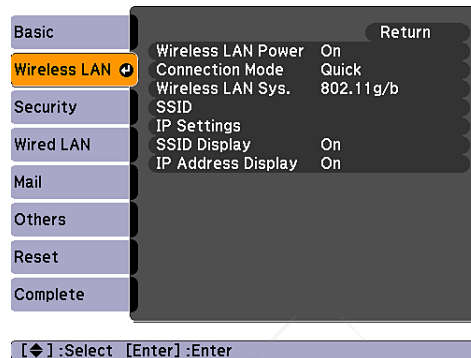 Basic
Wireless LAN
Security
Wired LAN
Mail
Others
Reset
Complete
Return
Wireless LAN Power On
Connection Mode Quick
Wireless LAN Sys. 802.11g/b
SSID
IP Settings
SSID Display On
IP Address Display On
[◆] :Select [Enter] :Enter